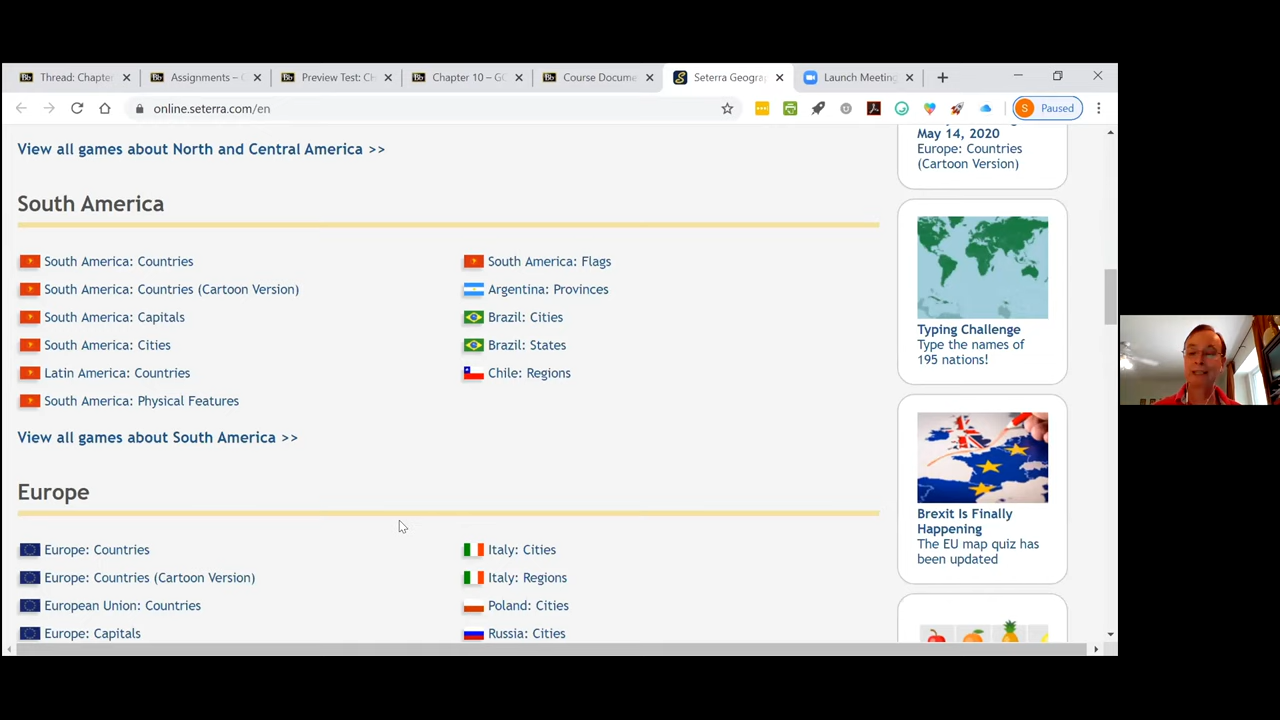 Thread: Chapter
Assignments – C
Preview Test: CH
Chapter 10 – GC
Course Docume
Seterra Geogra
Launch Meeting
online.seterra.com/en
S Paused
View all games about North and Central America >>
South America
South America: Countries
South America: Countries (Cartoon Version)
South America: Capitals
South America: Cities
Latin America: Countries
South America: Physical Features
South America: Flags
Argentina: Provinces
Brazil: Cities
Brazil: States
Chile: Regions
View all games about South America >>
Europe
Europe: Countries
Europe: Countries (Cartoon Version)
European Union: Countries
Europe: Capitals
Italy: Cities
Italy: Regions
Poland: Cities
Russia: Cities
May 14, 2020
Europe: Countries
(Cartoon Version)
Typing Challenge
Type the names of
195 nations!
Brexit Is Finally
Happening
The EU map quiz has
been updated